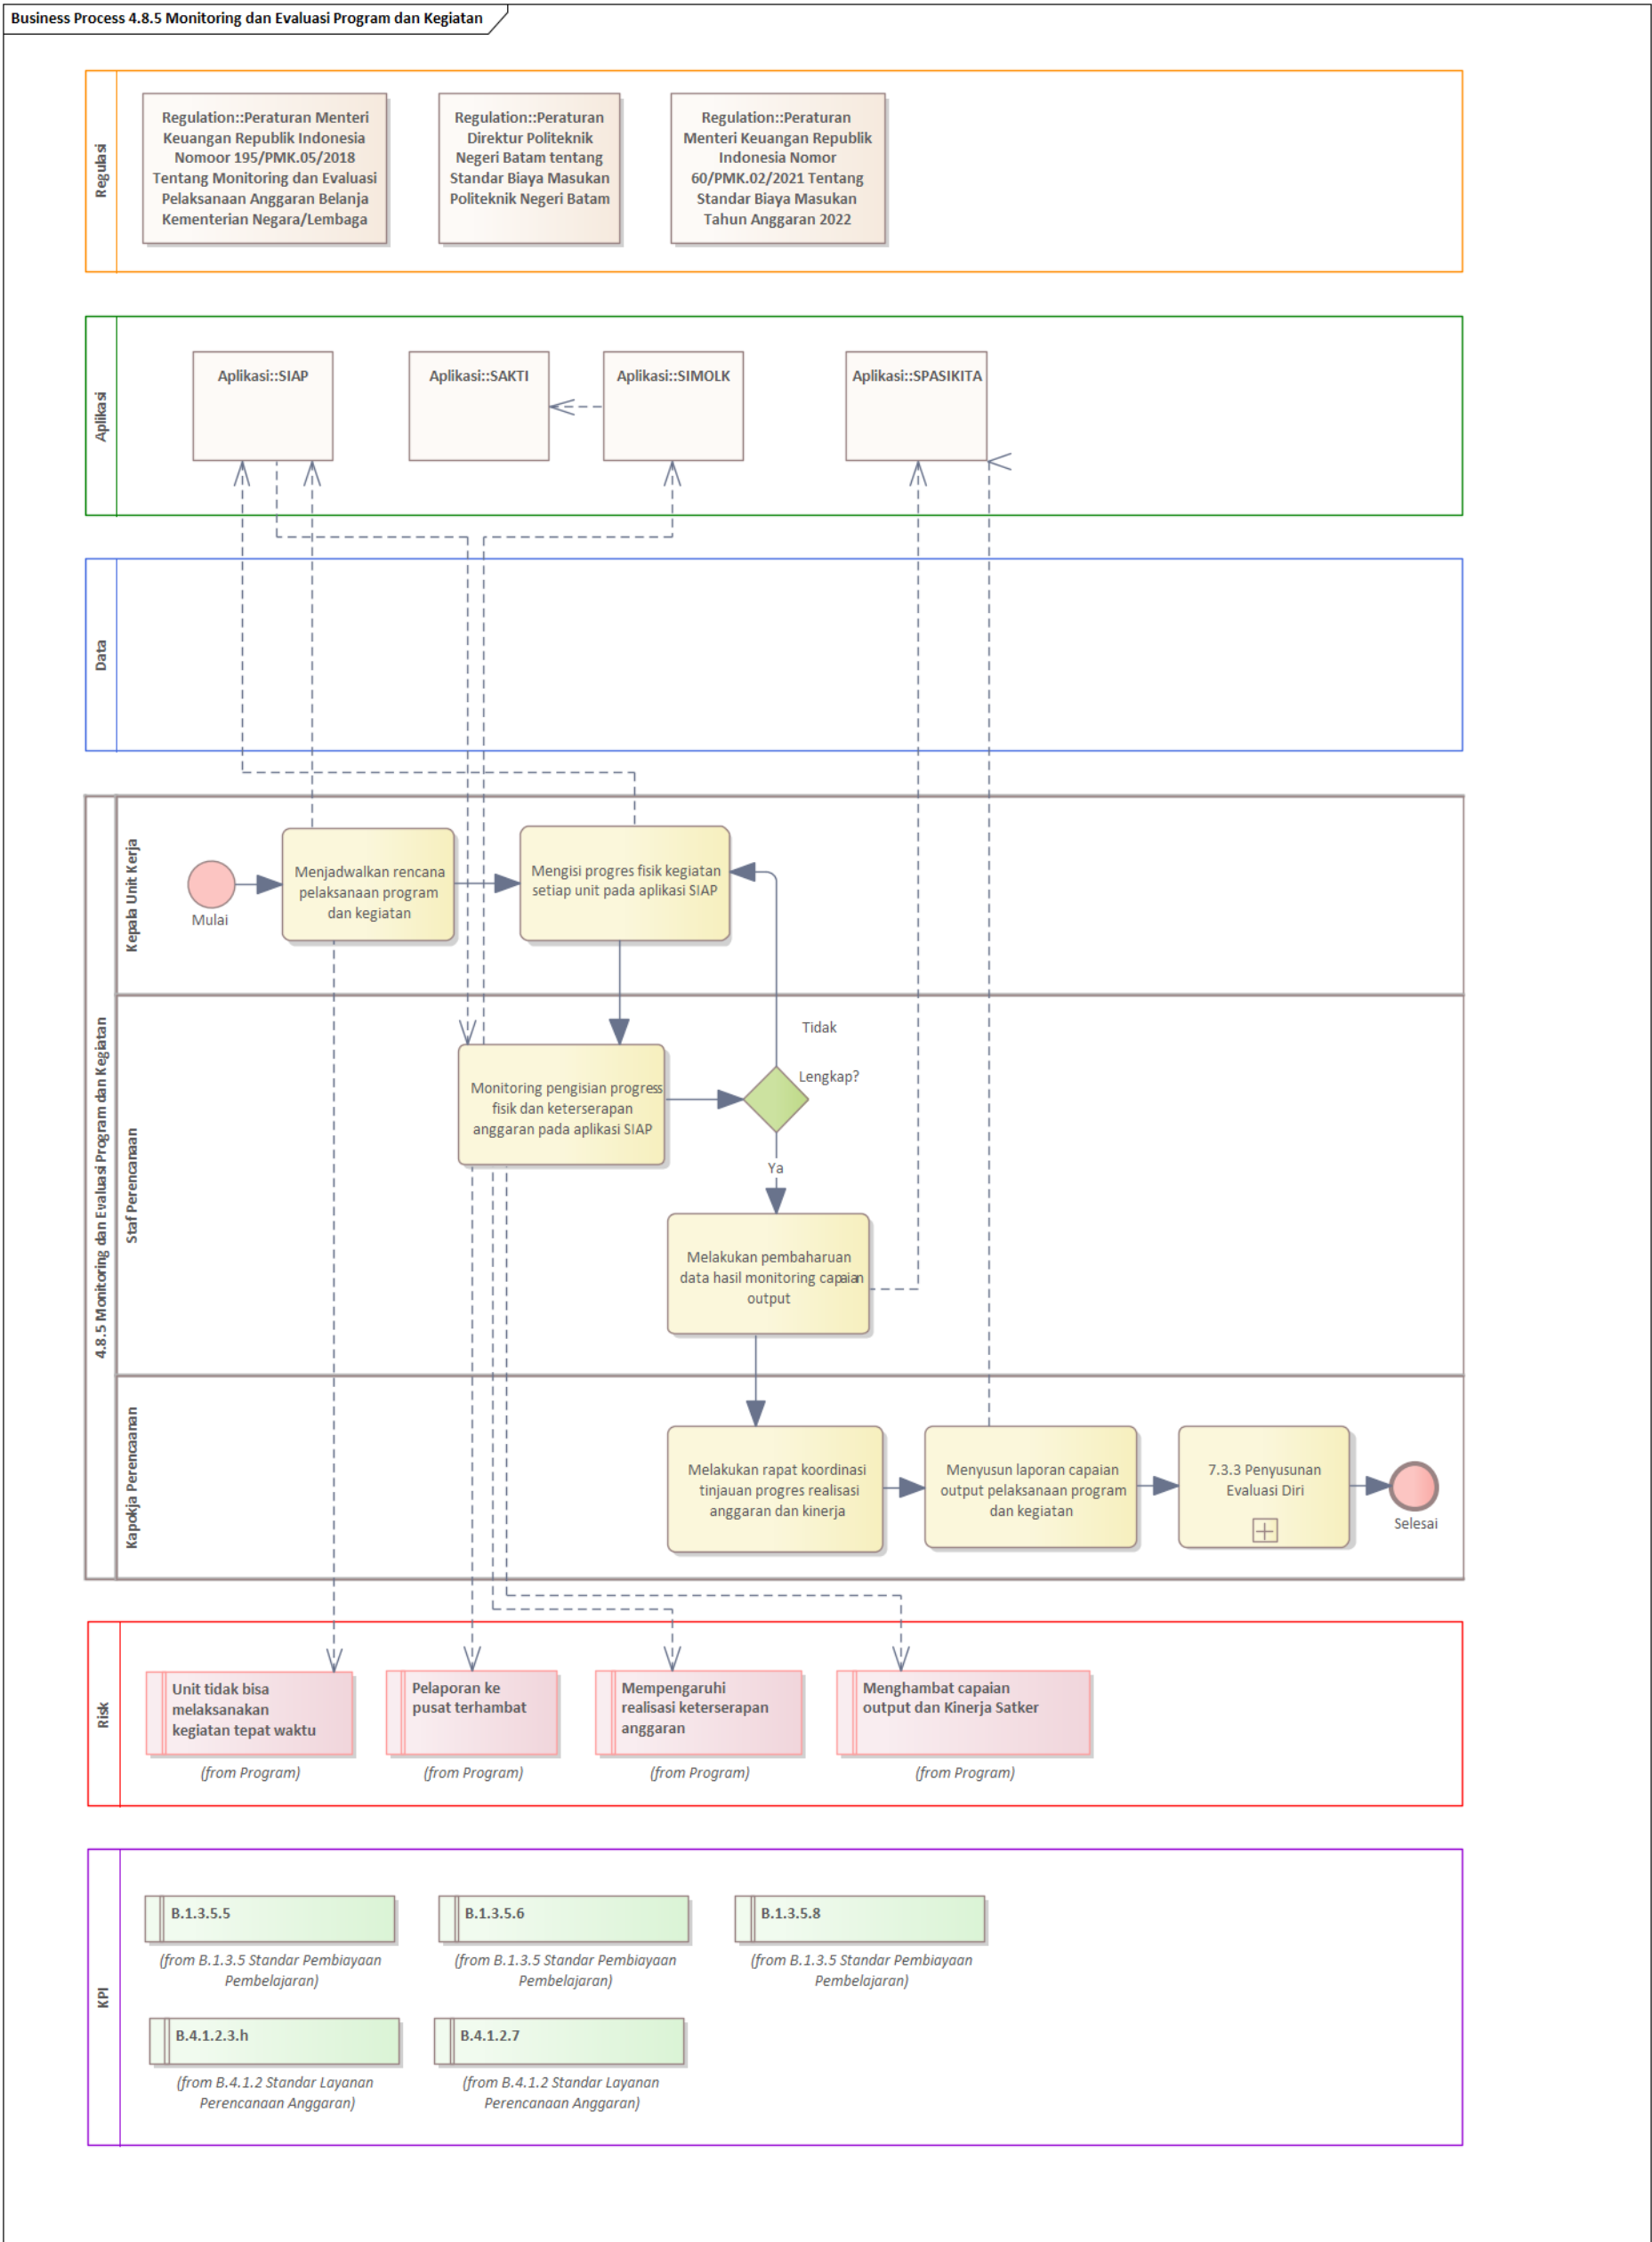 Business Process 4.8.5 Monitoring dan Evaluasi Program dan Kegiatan
Regulasi
Regulation::Peraturan Menteri
Keuangan Republik Indonesia
Nomoor 195/PMK.05/2018
Tentang Monitoring dan Evaluasi
Pelaksanaan Anggaran Belanja
Kementerian Negara/Lembaga
Regulation::Peraturan
Direktur Politeknik
Negeri Batam tentang
Standar Biaya Masukan
Politeknik Negeri Batam
Regulation::Peraturan
Menteri Keuangan Republik
Indonesia Nomor
60/PMK.02/2021 Tentang
Standar Biaya Masukan
Tahun Anggaran 2022
Aplikasi
Aplikasi::SIAP
Aplikasi::SAKTI
Aplikasi::SIMOLK
Aplikasi::SPASIKITA
Data
4.8.5 Monitoring dan Evaluasi Program dan Kegiatan
Kepala Unit Kerja
Mulai
Menjadwalkan rencana
pelaksanaan program
dan kegiatan
Mengisi progres fisik kegiatan
setiap unit pada aplikasi SIAP
Staf Perencanaan
Monitoring pengisian progress
fisik dan keterserapan
anggaran pada aplikasi SIAP
Tidak
Lengkap?
Ya
Melakukan pembaharuan
data hasil monitoring capaian
output
Kapokja Perencaanan
Melakukan rapat koordinasi
tinjauan progres realisasi
anggaran dan kinerja
Menyusun laporan capaian
output pelaksanaan program
dan kegiatan
7.3.3 Penyusunan
Evaluasi Diri
Selesai
Risk
Unit tidak bisa
melaksanakan
kegiatan tepat waktu
(from Program)
Pelaporan ke
pusat terhambat
(from Program)
Mempengaruhi
realisasi keterserapan
anggaran
(from Program)
Menghambat capaian
output dan Kinerja Satker
(from Program)
KPI
B.1.3.5.5
(from B.1.3.5 Standar Pembiayaan
Pembelajaran)
B.1.3.5.6
(from B.1.3.5 Standar Pembiayaan
Pembelajaran)
B.1.3.5.8
(from B.1.3.5 Standar Pembiayaan
Pembelajaran)
B.4.1.2.3.h
(from B.4.1.2 Standar Layanan
Perencanaan Anggaran)
B.4.1.2.7
(from B.4.1.2 Standar Layanan
Perencanaan Anggaran)